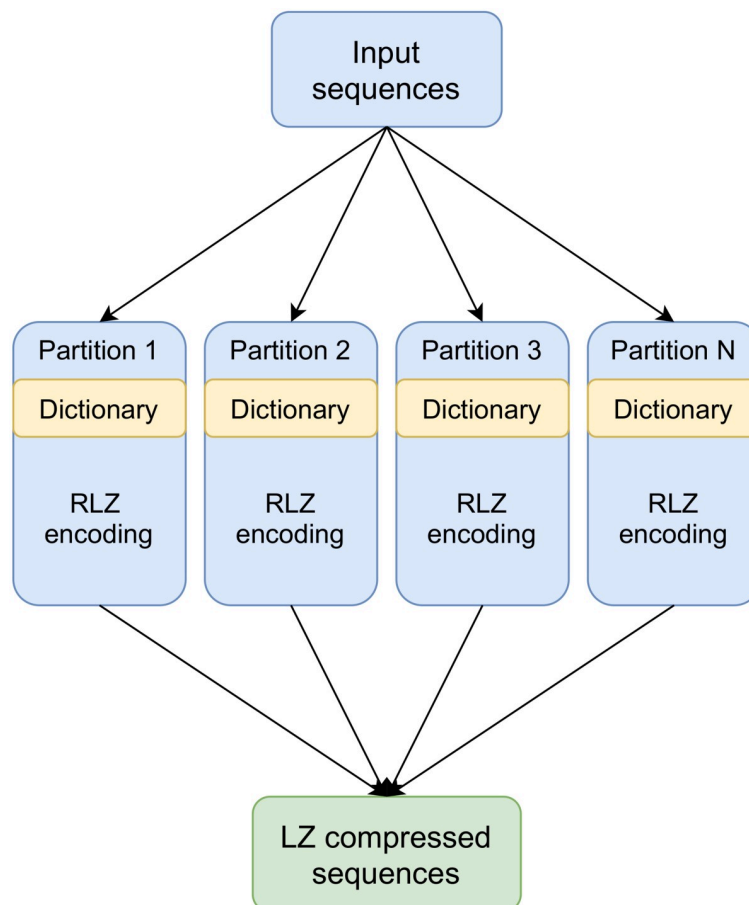 Input
sequences
Partition 1
Partition 2
Partition 3
Partition N
Dictionary
Dictionary
Dictionary
Dictionary
RLZ
encoding
RLZ
encoding
RLZ
encoding
RLZ
encoding
LZ compressed
sequences